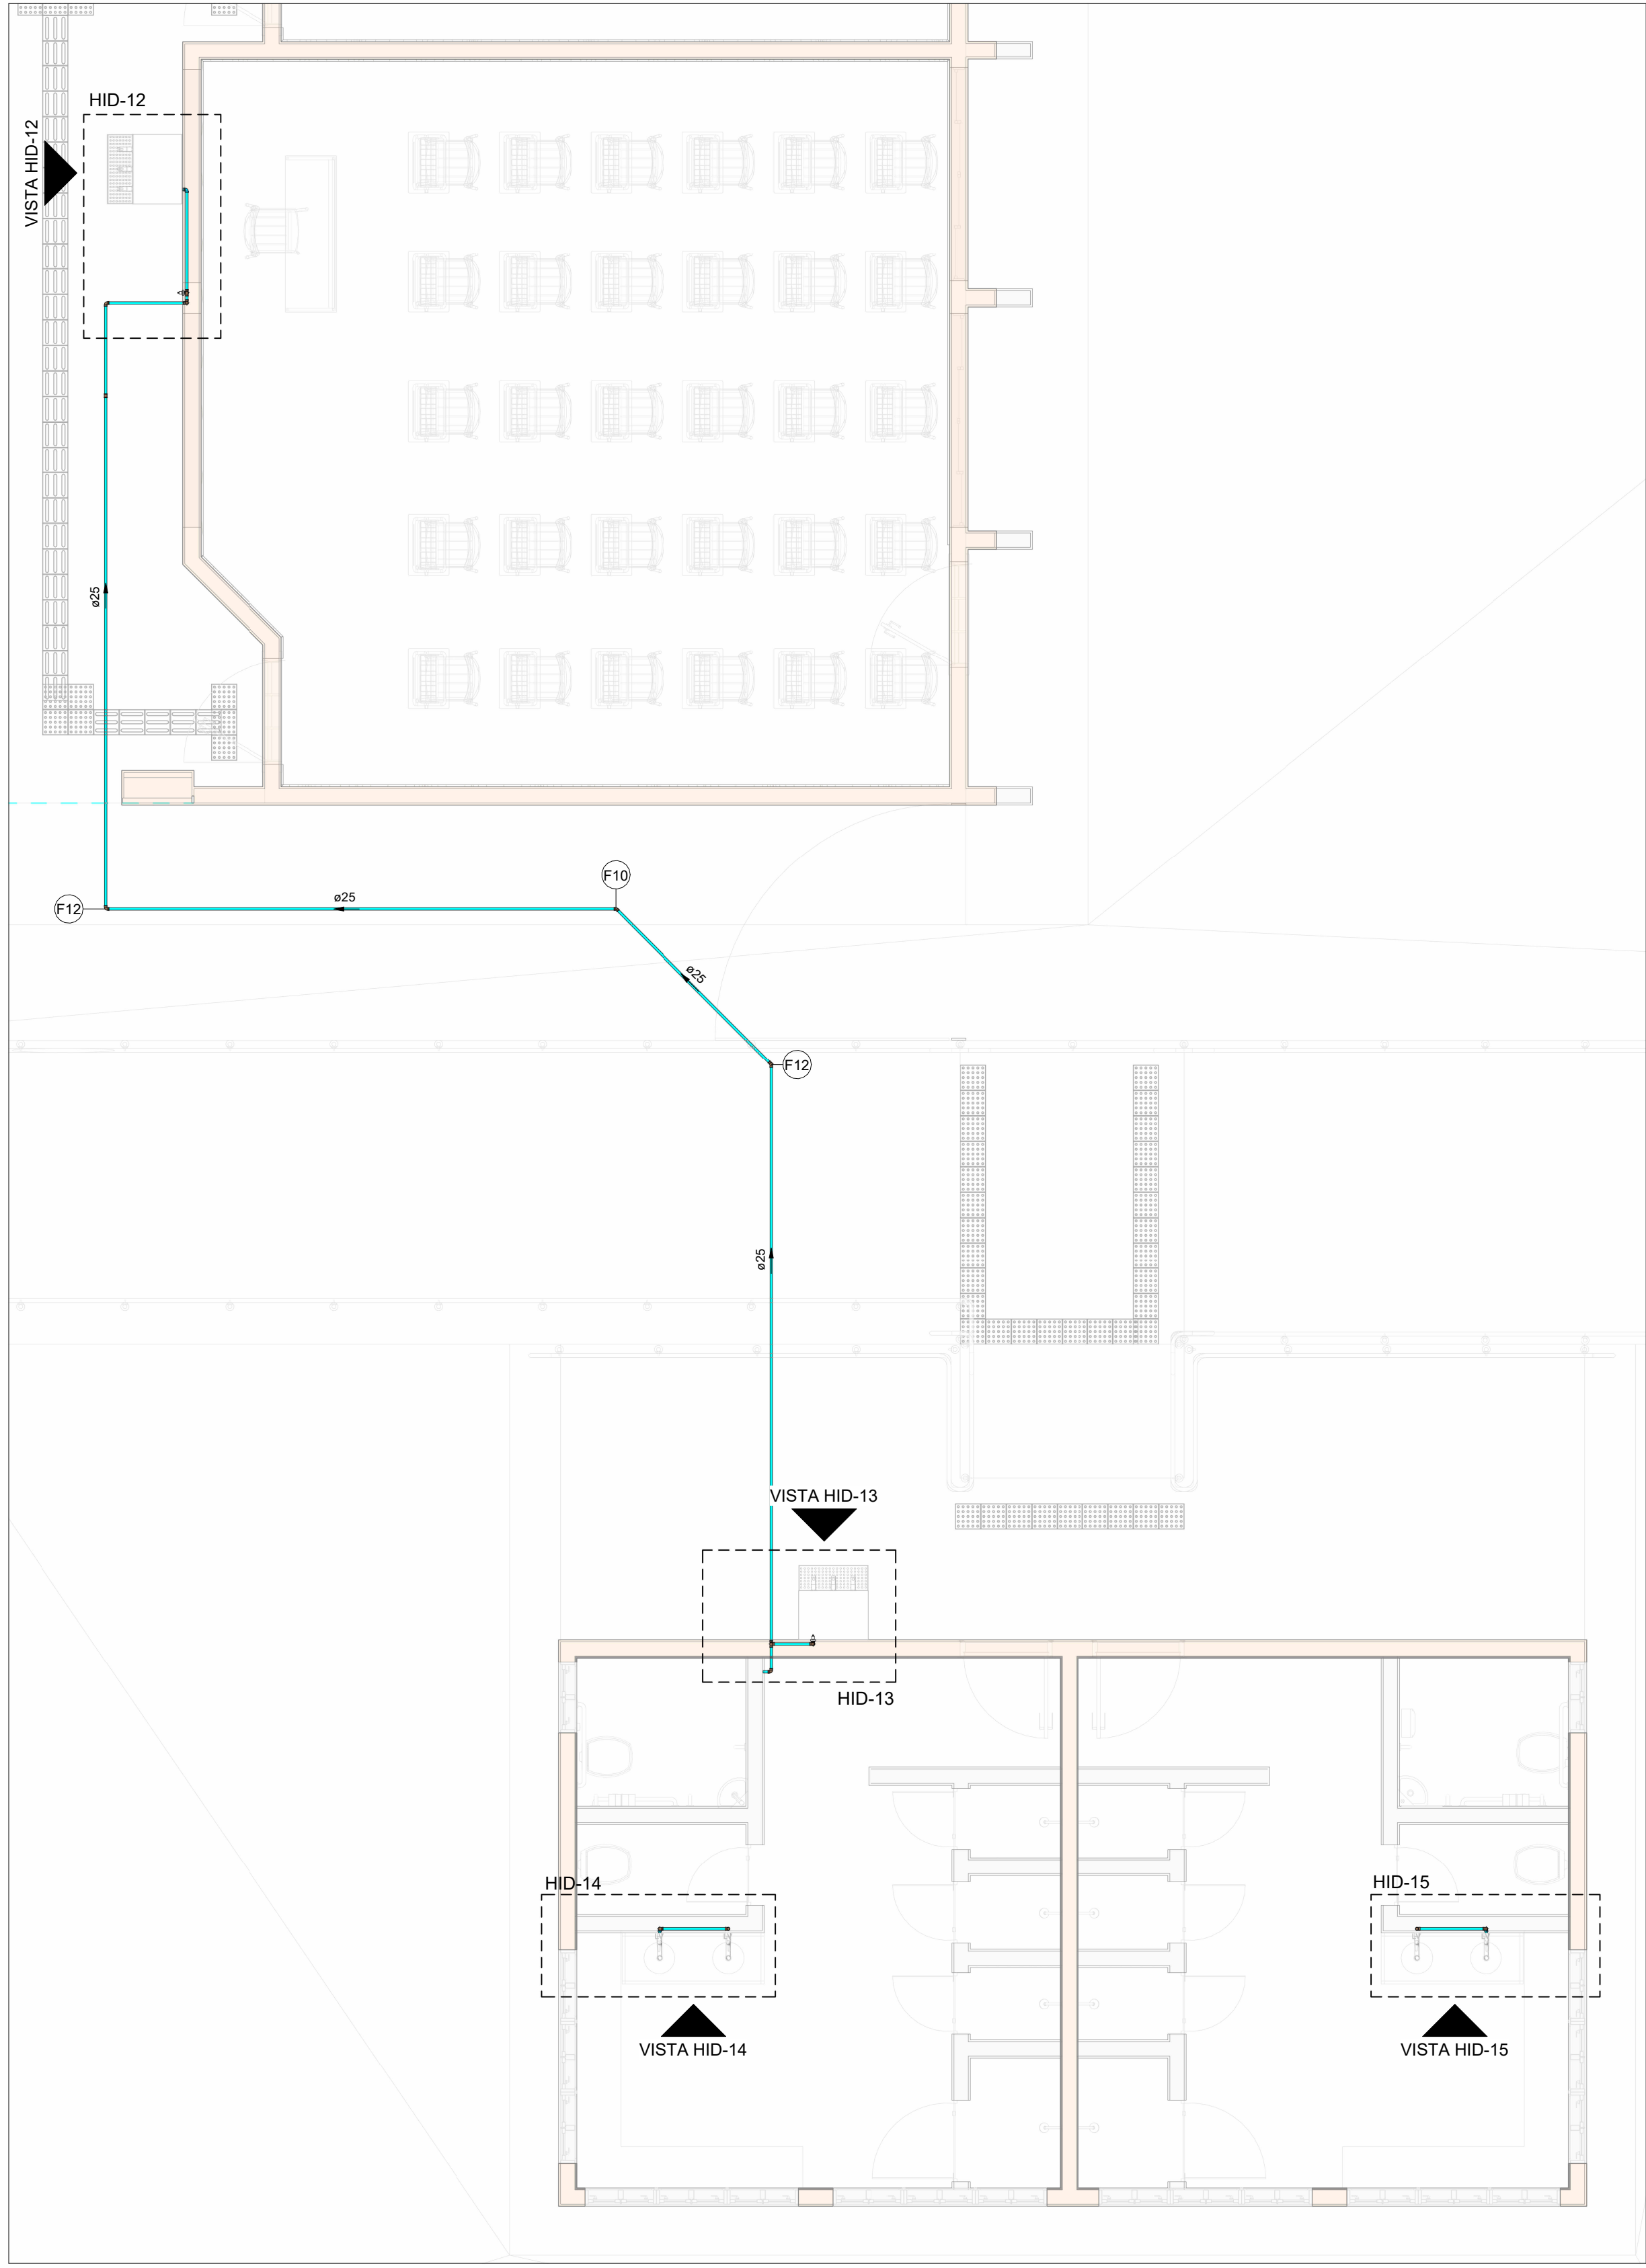 HID-12
VISTA HID-12
ø25
F10
F12
ø25
ø25
F12
ø25
VISTA HID-13
HID-13
HID-14
HID-15
VISTA HID-14
VISTA HID-15